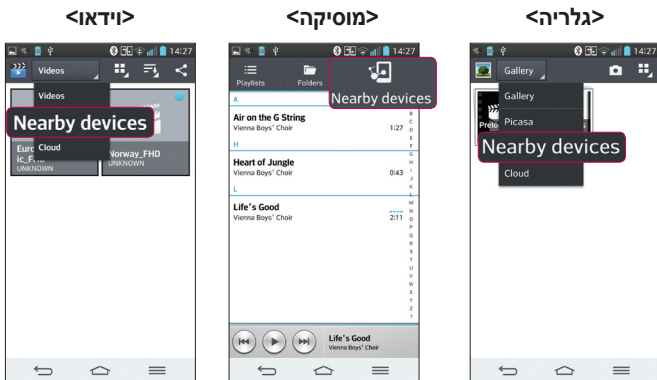 <גלריה>
<מוסיקה>
<וידאו>
14:27
Videos
Videos
Nearby devices
Cloud
ic_FHD
UNKNOWN
Norway_FHD
UNKNOWN
14:27
Playlists
Folders
Nearby devices
A
Air on the G String
Vienna Boys' Choir
1:27
H
Heart of Jungle
Vienna Boys' Choir
0:43
L
Life's Good
Vienna Boys' Choir
2:11
B
C
D
E
F
G
H
I
J
K
L
M
N
O
P
Q
R
S
T
U
V
W
X
Y
Z
?
Life's Good
Vienna Boys' Choir
14:27
Gallery
Gallery
Picasa
Nearby devices
Cloud